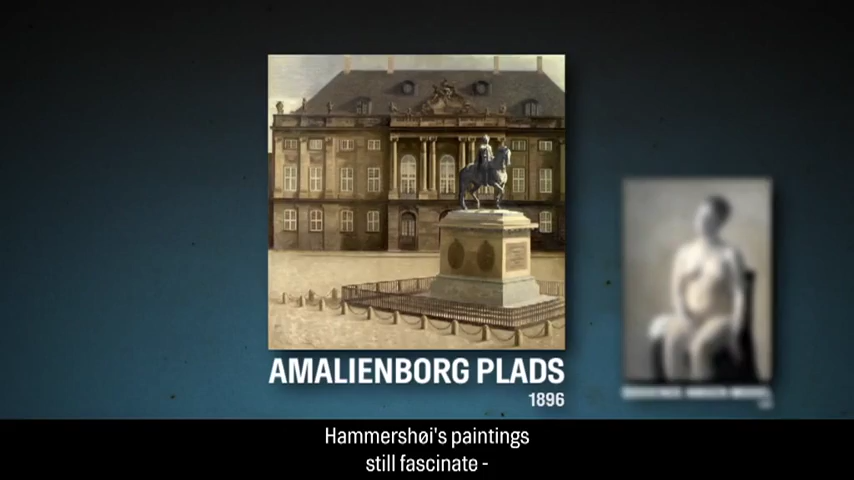 AMALIENBORG PLADS
1896
Hammershøi's paintings
still fascinate -